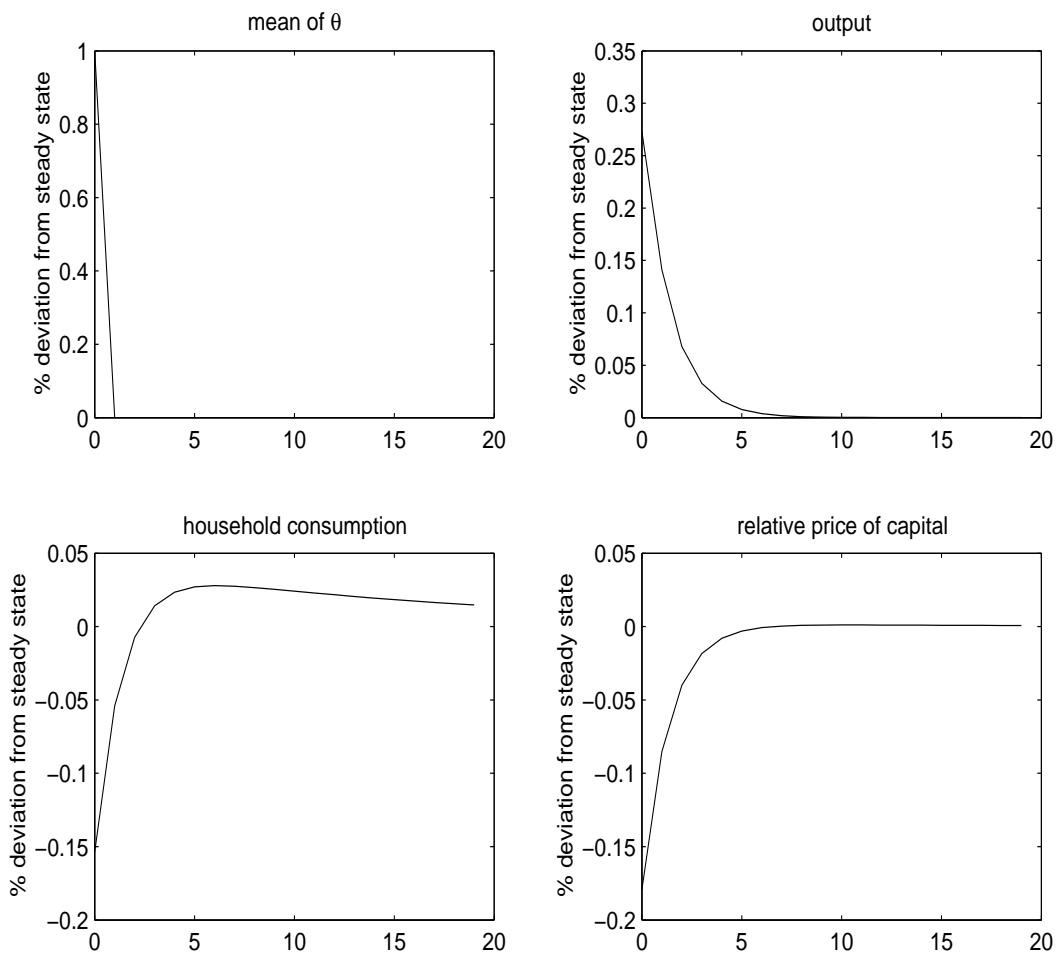 mean of θ
% deviation from steady state
1
0.8
0.6
0.4
0.2
0
0 5 10 15 20
output
% deviation from steady state
0.35
0.3
0.25
0.2
0.15
0.1
0.05
0
0 5 10 15 20
household consumption
% deviation from steady state
0.05
0
−0.05
−0.1
−0.15
−0.2
0 5 10 15 20
relative price of capital
% deviation from steady state
0.05
0
−0.05
−0.1
−0.15
−0.2
0 5 10 15 20